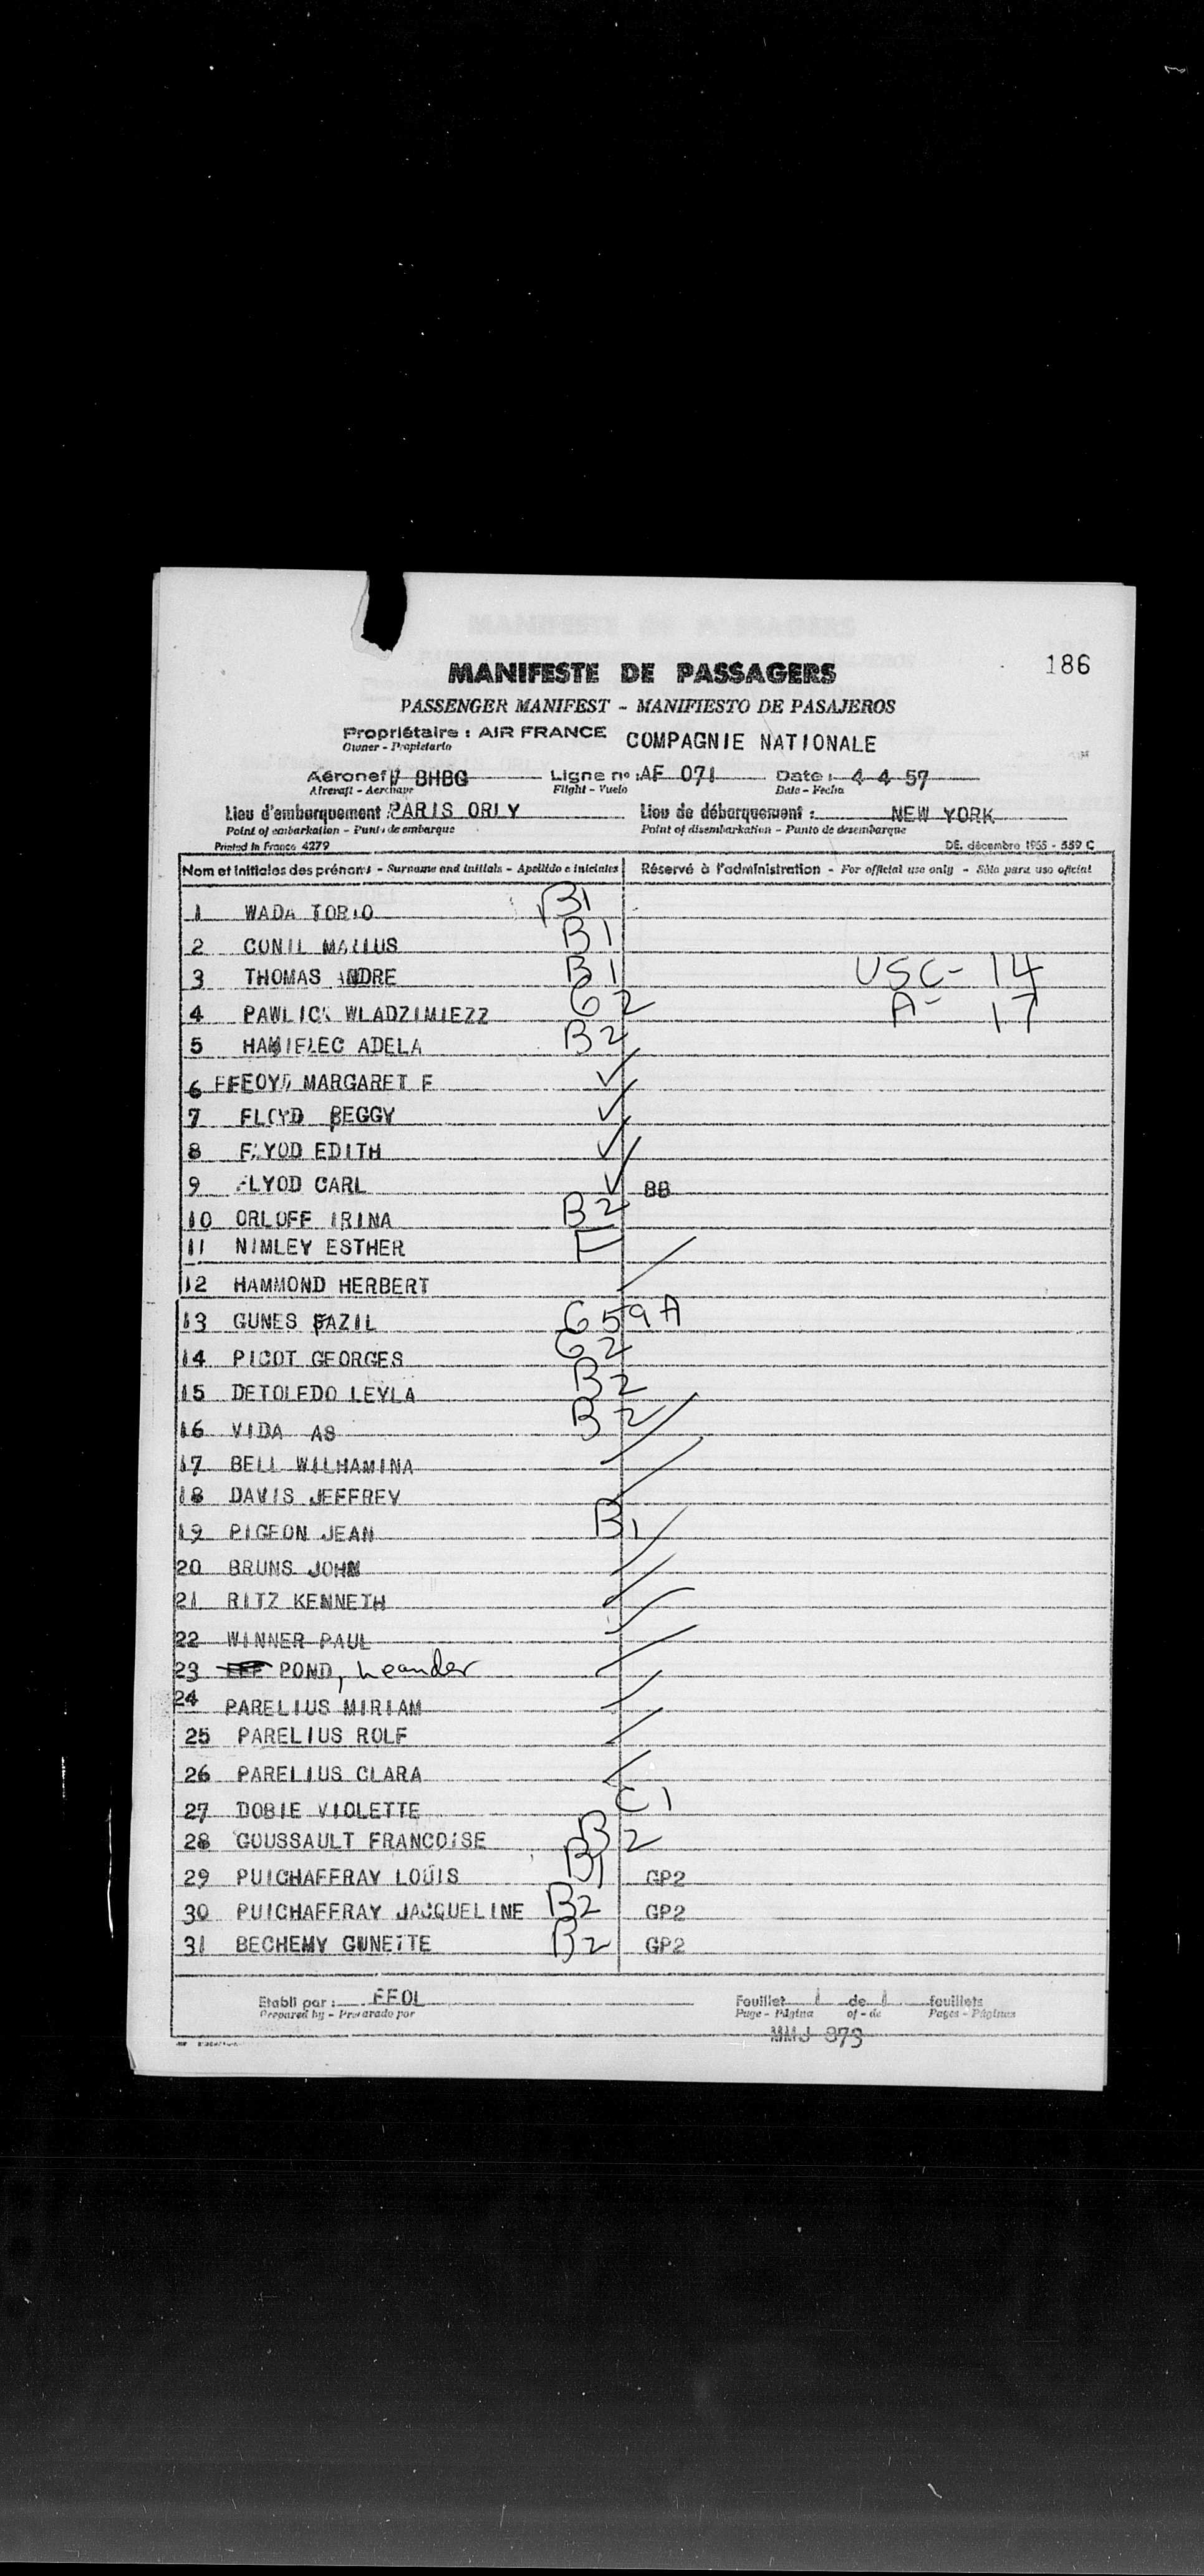 186
MANIFESTE DE PASSAGERS
PASSENGER MANIFEST - MANIFIESTO DE PASAJEROS
Propriétaire : AIR FRANCE COMPAGNIE NATIONALE
Owner - Propietario
Aéronef BHBG Ligne nº : AF 071 Date : 4 4 57
Aircraft - Aeronave Flight - Vuelo Date - Fecha
Lieu d'embarquement : PARIS ORLY Lieu de débarquement : NEW YORK
Point of embarkation - Punto de embarque Point of disembarkation - Punto de desembarque
Printed in France 4279 DE. décembre 1955 - 559 C
Nom et initiales des prénoms - Surname and initials - Apellido e iniciales Réservé à l'administration - For official use only - Sólo para uso oficial
1 WADA TORIO B1
2 CONIL MAILUS B1
3 THOMAS ANDRE B1 USC - 14
4 PAWLICK WLADZIMIEZZ G2 A - 17
5 HAMIELEC ADELA B2
6 FFEOYD MARGARET F ✓
7 FLOYD PEGGY ✓
8 FLYOD EDITH ✓
9 FLYOD CARL ✓ BB
10 ORLOFF IRINA B2
11 NIMLEY ESTHER F
12 HAMMOND HERBERT
13 GUNES FAZIL G59A
14 PICOT GEORGES G2
15 DETOLEDO LEYLA B2
16 VIDA AS B2
17 BELL WILHAMINA
18 DAVIS JEFFREY
19 PIGEON JEAN B1
20 BRUNS JOHN
21 RITZ KENNETH
22 WINNER PAUL
23 POND, Leander
24 PARELIUS MIRIAM
25 PARELIUS ROLF
26 PARELIUS CLARA
27 DOBIE VIOLETTE C1
28 GOUSSAULT FRANCOISE B2
29 PUICHAFFRAY LOUIS B1 GP2
30 PUICHAFFRAY JACQUELINE B2 GP2
31 BECHEMY GUNETTE B2 GP2
Etabli par : FFOL Feuillet 1 de 1 feuillets
Prepared by - Preparado por Page - Página of - de Pages - Páginas
MMJ 973